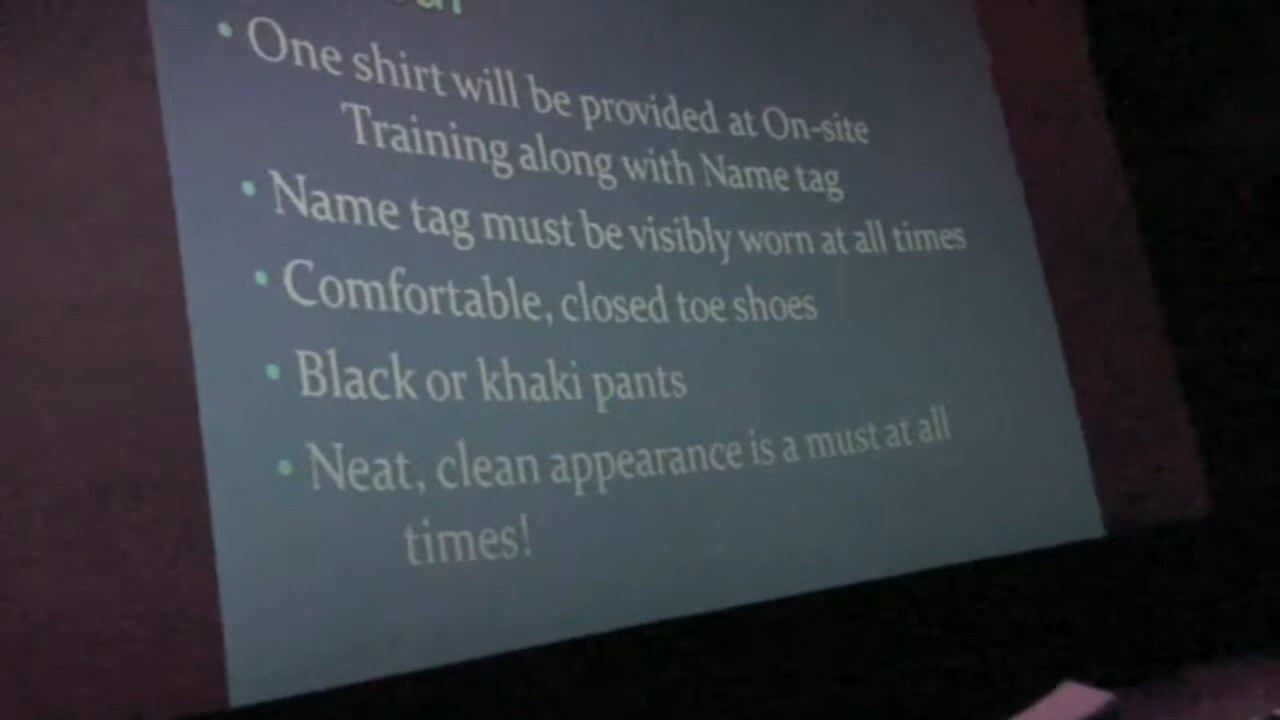 • One shirt will be provided at On-site
Training along with Name tag
• Name tag must be visibly worn at all times
• Comfortable, closed toe shoes
• Black or khaki pants
• Neat, clean appearance is a must at all
times!